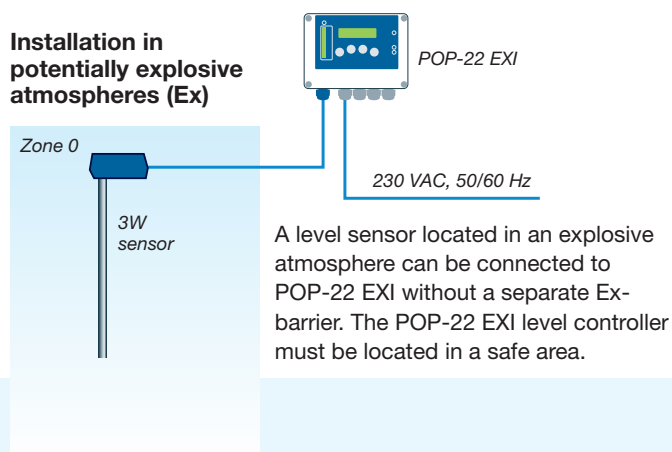 Installation in
potentially explosive
atmospheres (Ex)
POP-22 EXI
Zone 0
230 VAC, 50/60 Hz
3W
sensor
A level sensor located in an explosive
atmosphere can be connected to
POP-22 EXI without a separate Ex-
barrier. The POP-22 EXI level controller
must be located in a safe area.